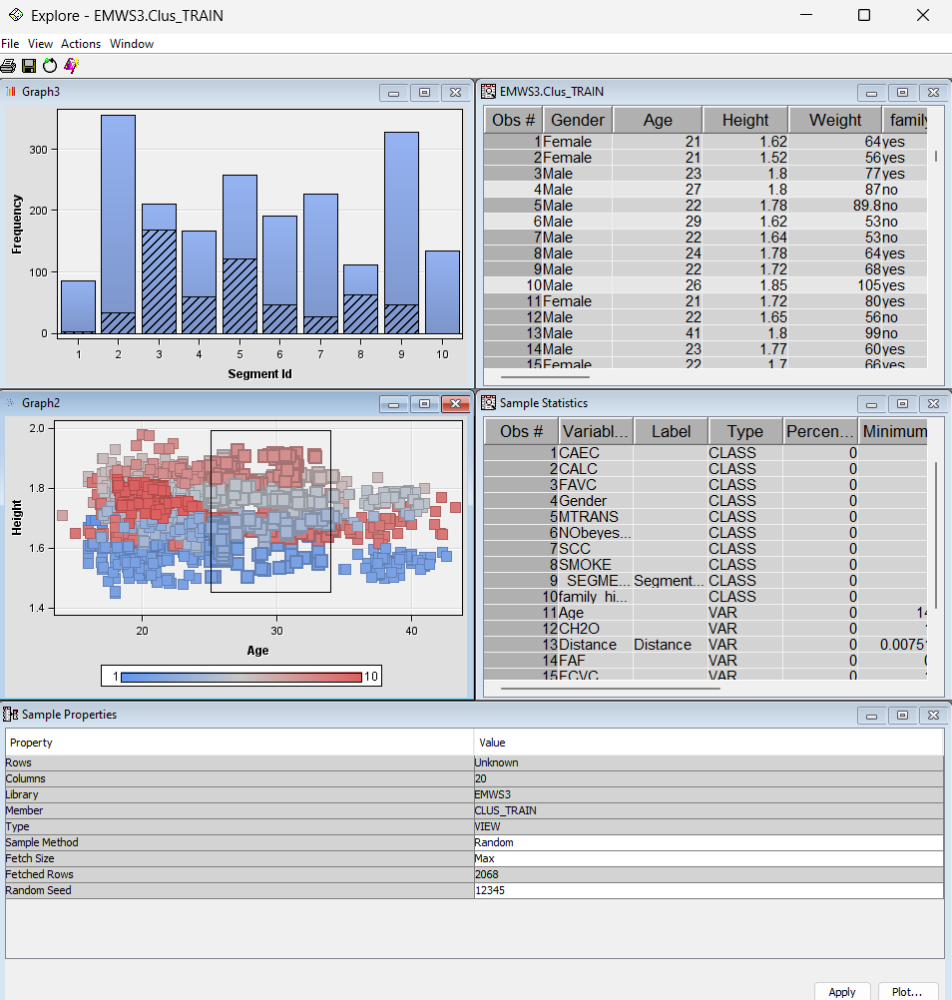 Explore - EMWS3.Clus_TRAIN
File View Actions Window
Graph3
300
200
100
0
Frequency
1 2 3 4 5 6 7 8 9 10
Segment Id
EMWS3.Clus_TRAIN
Obs # Gender Age Height Weight family
1 Female 21 1.62 64 yes
2 Female 21 1.52 56 yes
3 Male 23 1.8 77 yes
4 Male 27 1.8 87 no
5 Male 22 1.78 89.8 no
6 Male 29 1.62 53 no
7 Male 22 1.64 53 no
8 Male 24 1.78 64 yes
9 Male 22 1.72 68 yes
10 Male 26 1.85 105 yes
11 Female 21 1.72 80 yes
12 Male 22 1.65 56 no
13 Male 41 1.8 99 no
14 Male 23 1.77 60 yes
15 Female 22 1.7 66 yes
Graph2
2.0
1.8
1.6
1.4
Height
20 30 40
Age
1 10
Sample Statistics
Obs # Variabl... Label Type Percen... Minimum
1 CAEC CLASS 0
2 CALC CLASS 0
3 FAVC CLASS 0
4 Gender CLASS 0
5 MTRANS CLASS 0
6 NObeyes... CLASS 0
7 SCC CLASS 0
8 SMOKE CLASS 0
9 _SEGME... Segment... CLASS 0
10 family_hi... CLASS 0
11 Age VAR 0 14
12 CH2O VAR 0
13 Distance Distance VAR 0 0.0075
14 FAF VAR 0
15 FCVC VAR 0
Sample Properties
Property Value
Rows Unknown
Columns 20
Library EMWS3
Member CLUS_TRAIN
Type VIEW
Sample Method Random
Fetch Size Max
Fetched Rows 2068
Random Seed 12345
Apply Plot...